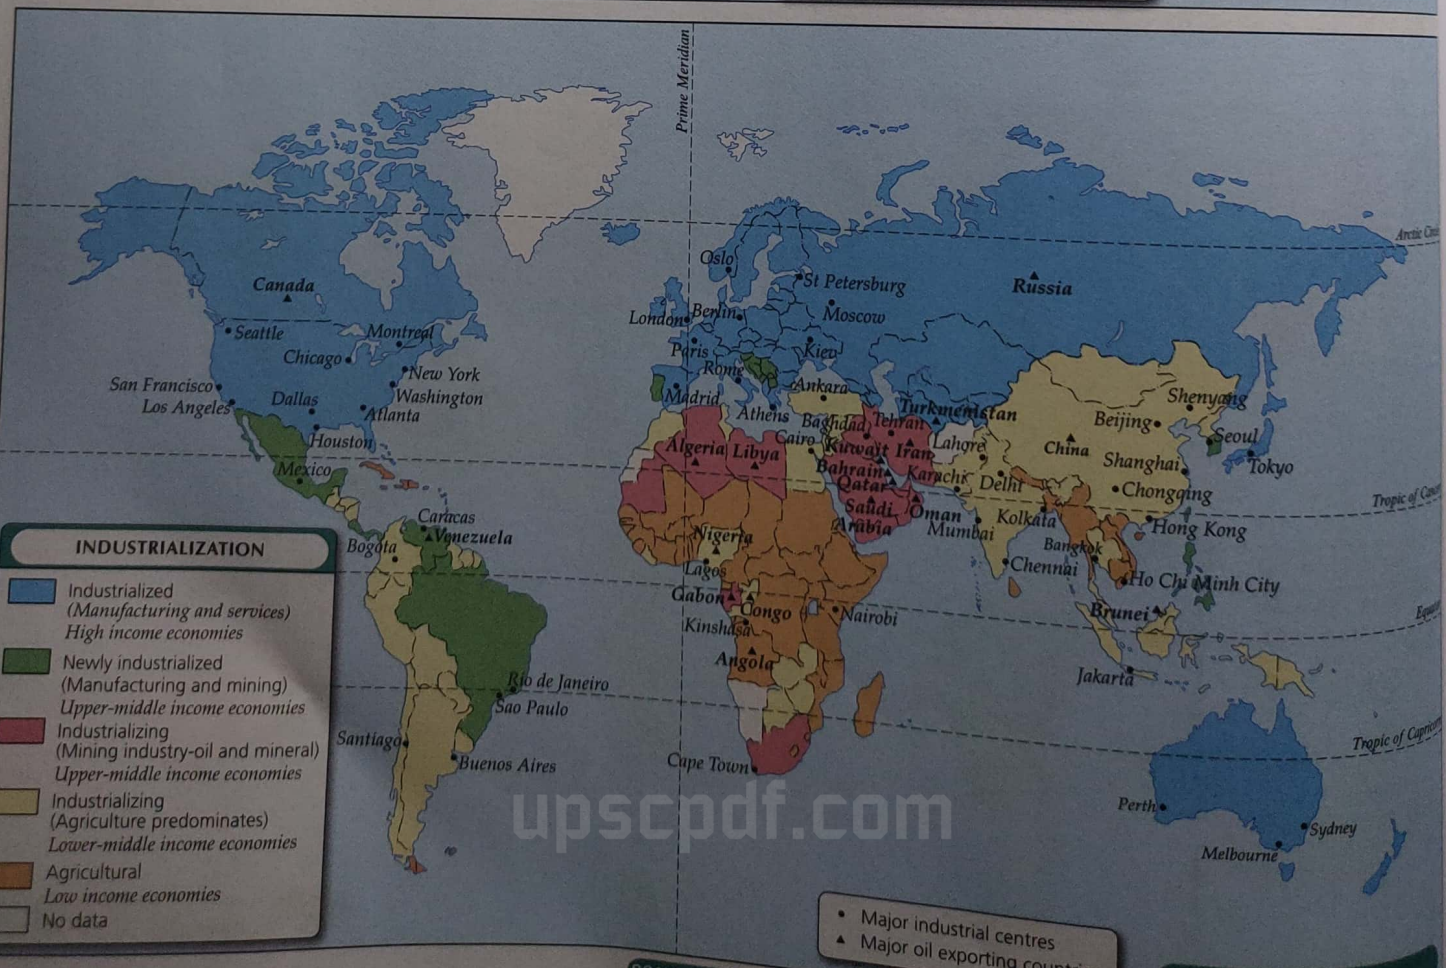 Prime Meridian
Arctic Circ
Canada
Seattle
Montreal
Chicago
New York
San Francisco
Washington
Los Angeles
Dallas
Atlanta
Houston
Mexico
Oslo
St Petersburg
Russia
London
Berlin
Moscow
Paris
Kiev
Rome
Madrid
Athens
Ankara
Shenyang
Turkmenistan
Beijing
Baghdad
Tehran
Seoul
Cairo
Algeria
Libya
Kuwait
Iran
Lahore
China
Shanghai
Tokyo
Bahrain
Karachi
Delhi
Chongqing
Qatar
Tropic of Canc
Saudi
Arabia
Oman
Mumbai
Kolkata
Hong Kong
Caracas
Venezuela
Bogota
Nigeria
Bangkok
Lagos
Chennai
Ho Chi Minh City
Gabon
Congo
Nairobi
Brunei
Equat
Kinshasa
Angola
Jakarta
Rio de Janeiro
Sao Paulo
Tropic of Capricor
Santiago
Buenos Aires
Cape Town
Perth
Sydney
Melbourne
INDUSTRIALIZATION
Industrialized
(Manufacturing and services)
High income economies
Newly industrialized
(Manufacturing and mining)
Upper-middle income economies
Industrializing
(Mining industry-oil and mineral)
Upper-middle income economies
Industrializing
(Agriculture predominates)
Lower-middle income economies
Agricultural
Low income economies
No data
upscpdf.com
Major industrial centres
Major oil exporting